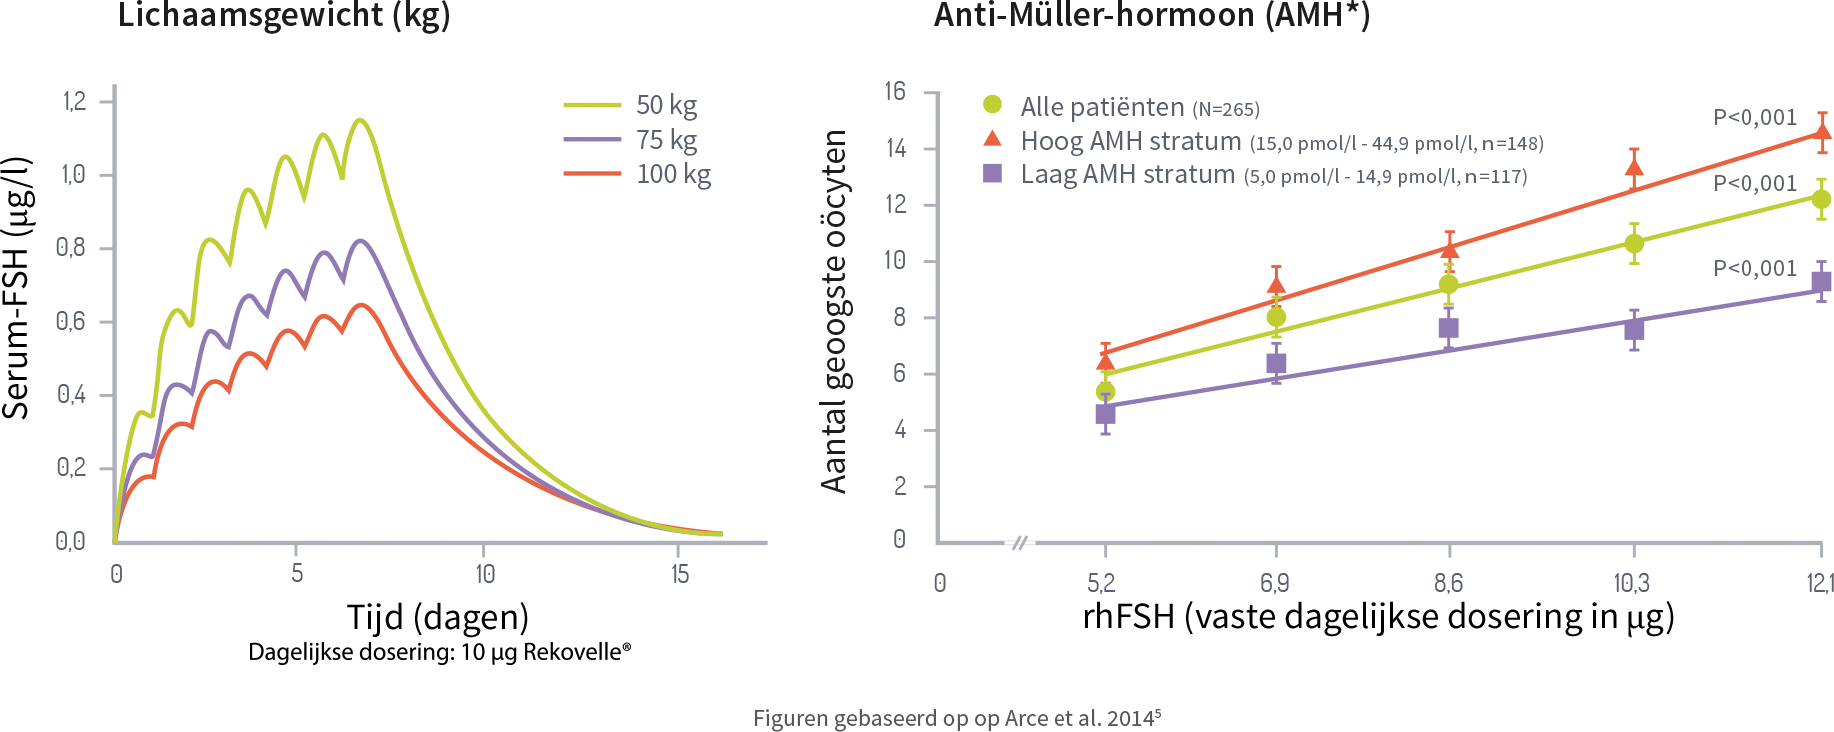 Lichaamsgewicht (kg)
Serum-FSH (µg/l)
1,2
1,0
0,8
0,6
0,4
0,2
0,0
50 kg
75 kg
100 kg
0
5
10
15
Tijd (dagen)
Dagelijkse dosering: 10 µg Rekovelle®
Anti-Müller-hormoon (AMH*)
Aantal geoogste oöcyten
16
14
12
10
8
6
4
2
0
Alle patiënten (N=265)
Hoog AMH stratum (15,0 pmol/l - 44,9 pmol/l, n=148)
Laag AMH stratum (5,0 pmol/l - 14,9 pmol/l, n=117)
P<0,001
P<0,001
P<0,001
0
5,2
6,9
8,6
10,3
12,1
rhFSH (vaste dagelijkse dosering in µg)
Figuren gebaseerd op op Arce et al. 2014⁵